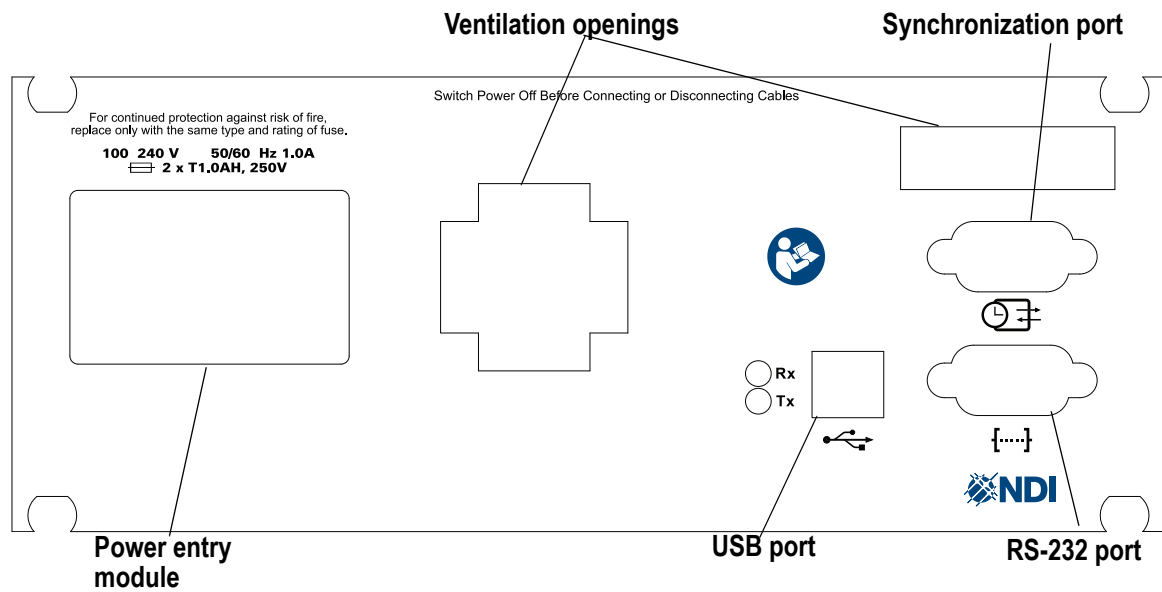 Ventilation openings
Synchronization port
Switch Power Off Before Connecting or Disconnecting Cables
For continued protection against risk of fire,
replace only with the same type and rating of fuse.
100 240 V 50/60 Hz 1.0A
2 x T1.0AH, 250V
Rx
Tx
NDI
Power entry
module
USB port
RS-232 port